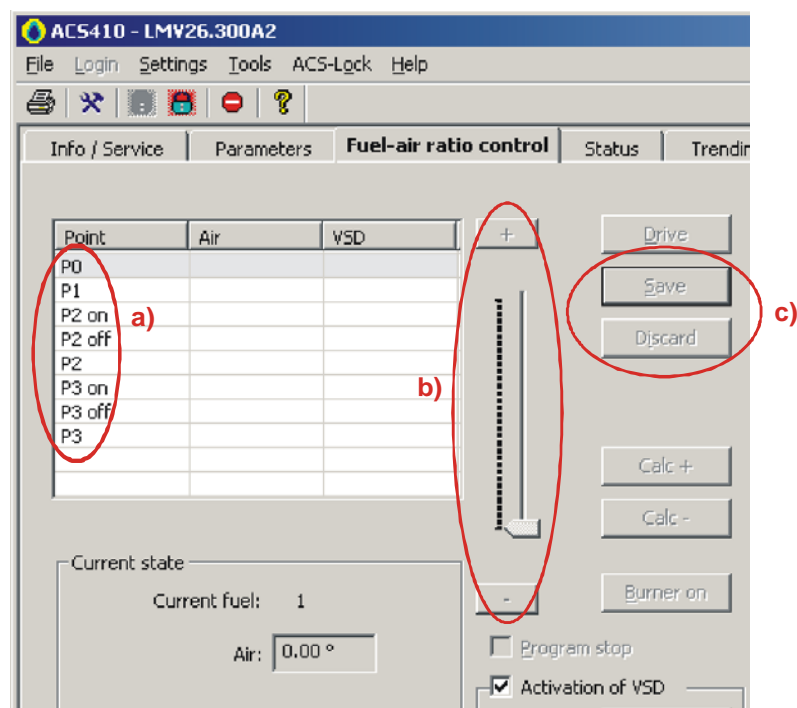 ACS410 - LMV26.300A2
File Login Settings Tools ACS-Lock Help
Info / Service Parameters Fuel-air ratio control Status Trendin
Point Air VSD + Drive
P0
P1 Save
P2 on a) c)
P2 off Discard
P2
P3 on b)
P3 off
P3
Calc +
Calc -
Current state
Current fuel: 1 - Burner on
Air: 0.00 ° Program stop
Activation of VSD